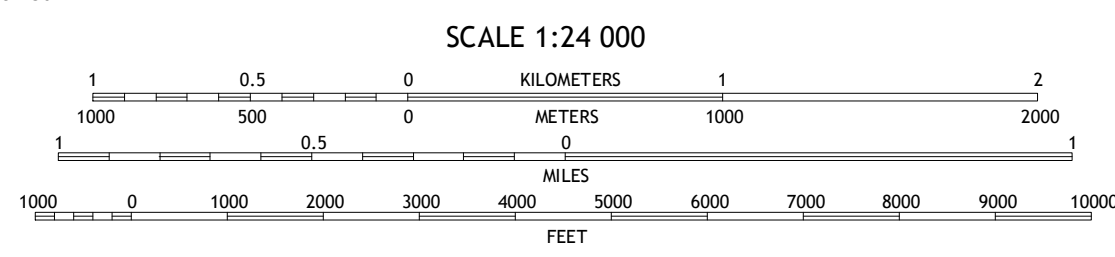 SCALE 1:24 000
1 0.5 0 KILOMETERS 1 2
1000 500 0 METERS 1000 2000
1 0.5 0 1
MILES
1000 0 1000 2000 3000 4000 5000 6000 7000 8000 9000 10000
FEET